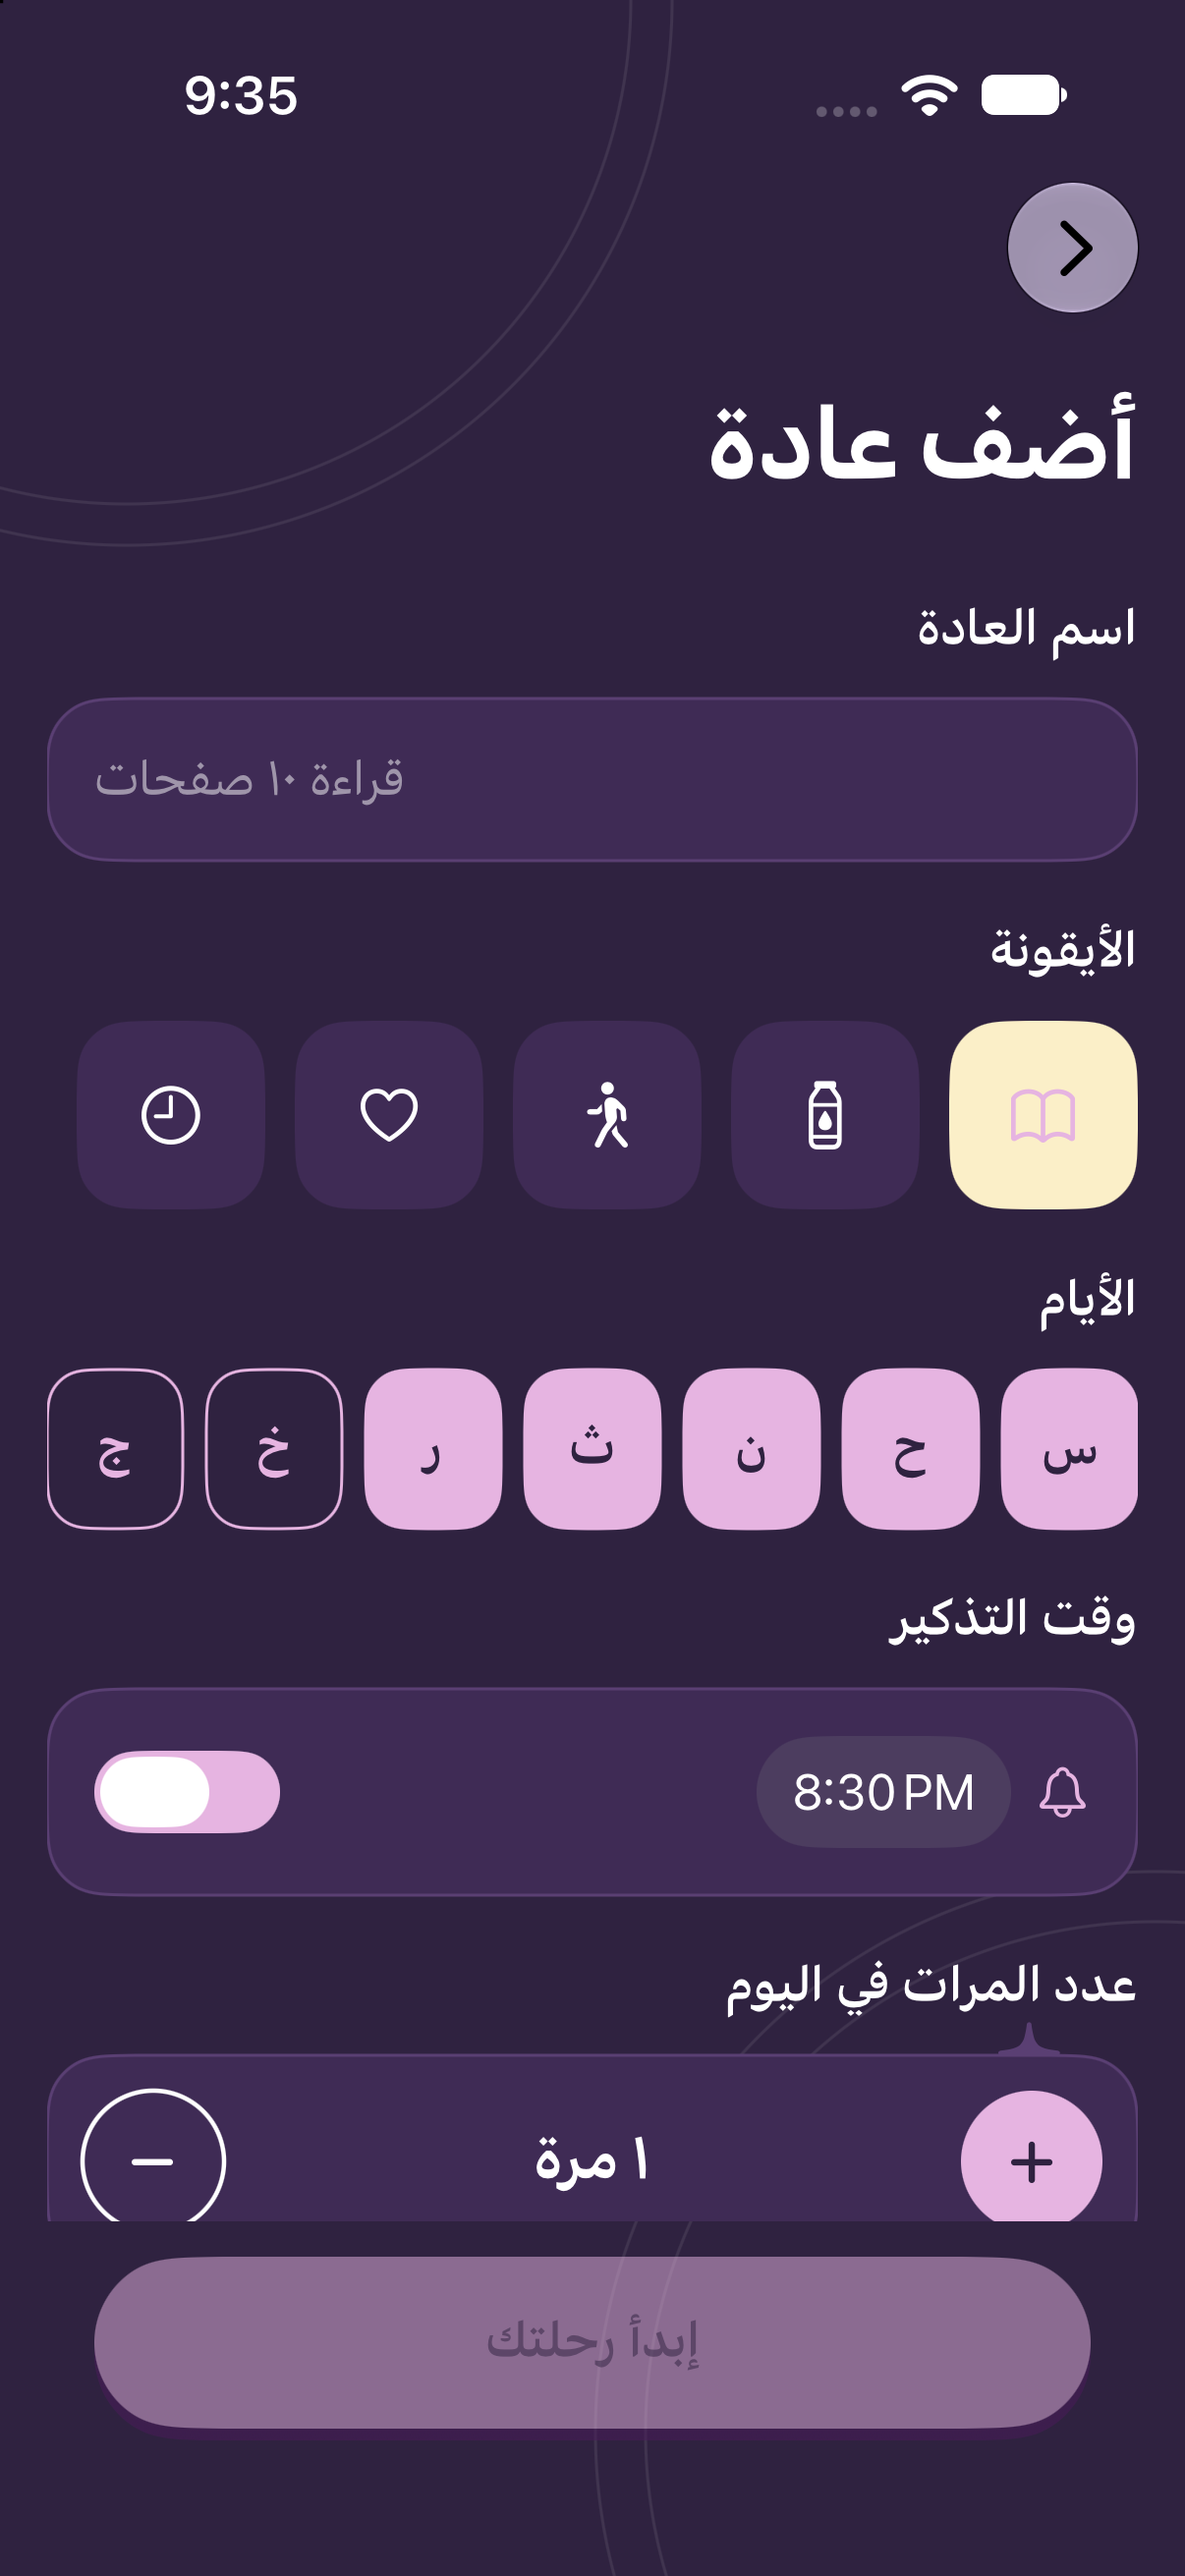 9:35
أضف عادة
اسم العادة
قراءة ١٠ صفحات
الأيقونة
الأيام
س ح ن ث ر خ ج
وقت التذكير
8:30 PM
عدد المرات في اليوم
١ مرة
إبدأ رحلتك